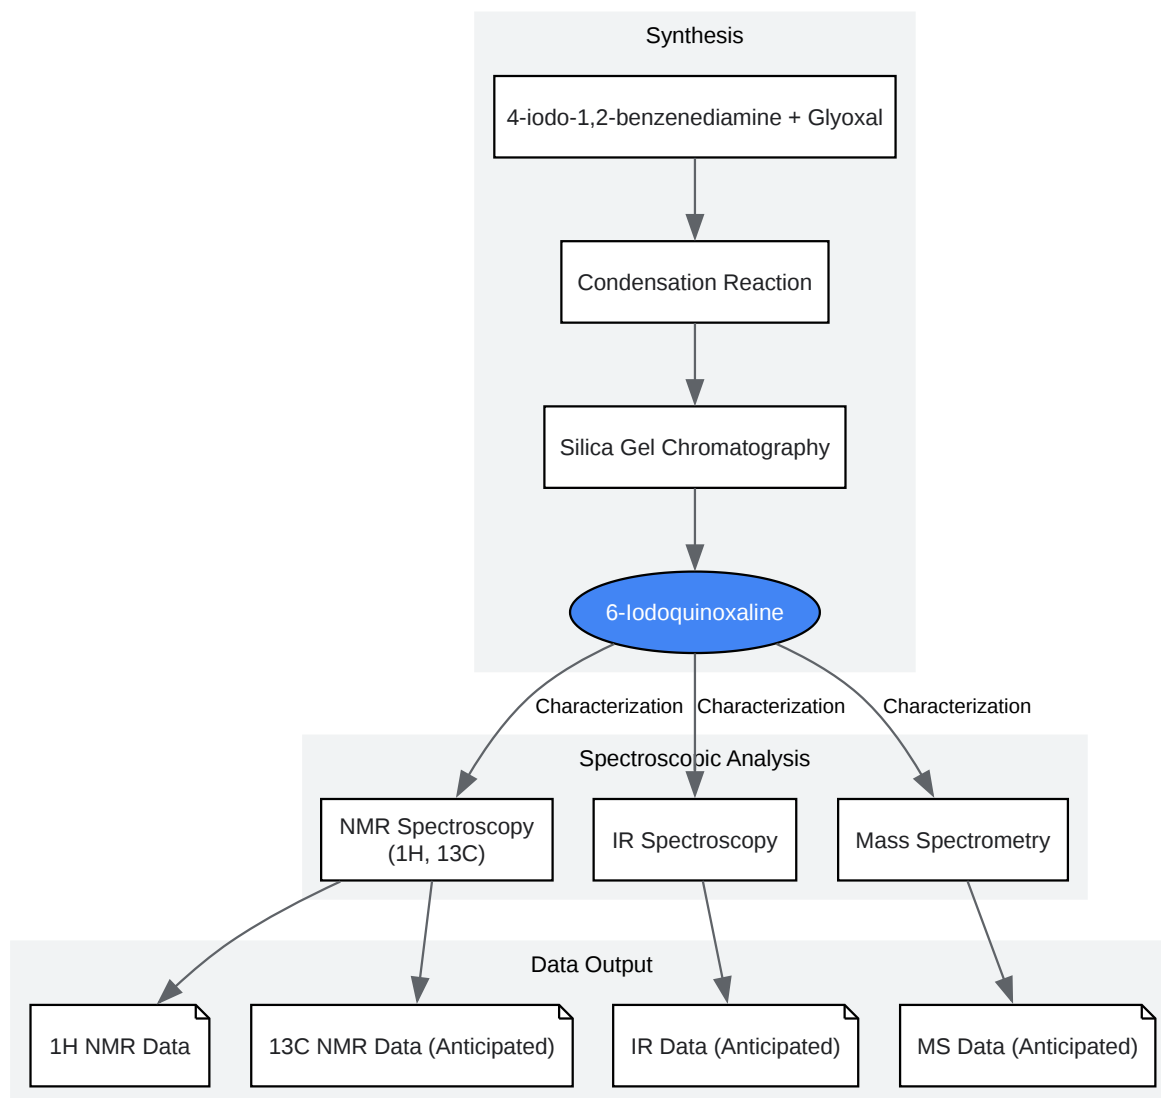 Synthesis
4-iodo-1,2-benzenediamine + Glyoxal
Condensation Reaction
Silica Gel Chromatography
6-Iodoquinoxaline
Characterization
Characterization
Characterization
Spectroscopic Analysis
NMR Spectroscopy
(1H, 13C)
IR Spectroscopy
Mass Spectrometry
Data Output
1H NMR Data
13C NMR Data (Anticipated)
IR Data (Anticipated)
MS Data (Anticipated)